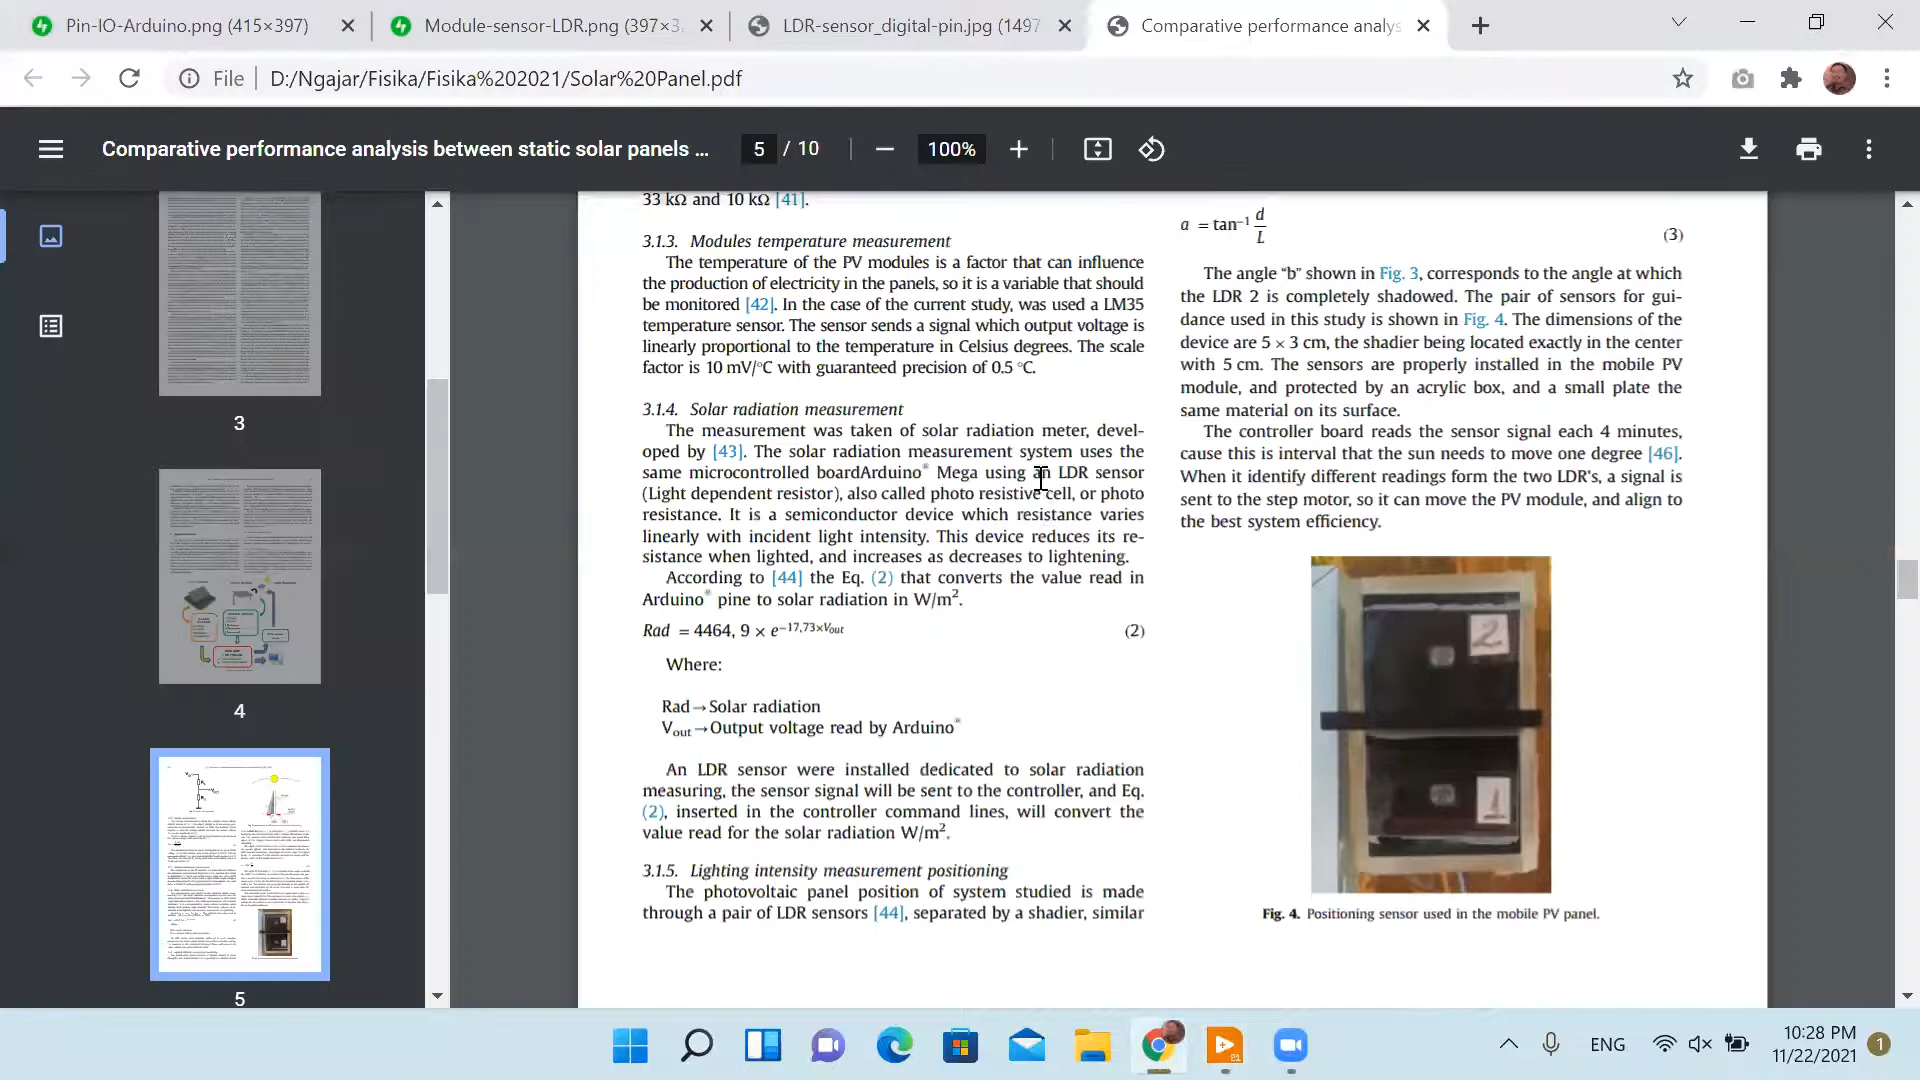 Pin-IO-Arduino.png (415×397)
Module-sensor-LDR.png (397×3
LDR-sensor_digital-pin.jpg (1497
Comparative performance analys
File
D:/Ngajar/Fisika/Fisika%202021/Solar%20Panel.pdf
Comparative performance analysis between static solar panels ...
5 / 10
100%
3
4
5
33 kΩ and 10 kΩ [41].
3.1.3. Modules temperature measurement
The temperature of the PV modules is a factor that can influence
the production of electricity in the panels, so it is a variable that should
be monitored [42]. In the case of the current study, was used a LM35
temperature sensor. The sensor sends a signal which output voltage is
linearly proportional to the temperature in Celsius degrees. The scale
factor is 10 mV/°C with guaranteed precision of 0.5 °C.
3.1.4. Solar radiation measurement
The measurement was taken of solar radiation meter, devel-
oped by [43]. The solar radiation measurement system uses the
same microcontrolled boardArduino® Mega using an LDR sensor
(Light dependent resistor), also called photo resistive cell, or photo
resistance. It is a semiconductor device which resistance varies
linearly with incident light intensity. This device reduces its re-
sistance when lighted, and increases as decreases to lightening.
According to [44] the Eq. (2) that converts the value read in
Arduino® pine to solar radiation in W/m².
Rad = 4464, 9 × e^−17,73×Vout (2)
Where:
Rad→Solar radiation
Vout→Output voltage read by Arduino®
An LDR sensor were installed dedicated to solar radiation
measuring, the sensor signal will be sent to the controller, and Eq.
(2), inserted in the controller command lines, will convert the
value read for the solar radiation W/m².
3.1.5. Lighting intensity measurement positioning
The photovoltaic panel position of system studied is made
through a pair of LDR sensors [44], separated by a shadier, similar
a = tan⁻¹ d/L (3)
The angle “b” shown in Fig. 3, corresponds to the angle at which
the LDR 2 is completely shadowed. The pair of sensors for gui-
dance used in this study is shown in Fig. 4. The dimensions of the
device are 5 × 3 cm, the shadier being located exactly in the center
with 5 cm. The sensors are properly installed in the mobile PV
module, and protected by an acrylic box, and a small plate the
same material on its surface.
The controller board reads the sensor signal each 4 minutes,
cause this is interval that the sun needs to move one degree [46].
When it identify different readings form the two LDR's, a signal is
sent to the step motor, so it can move the PV module, and align to
the best system efficiency.
2
1
Fig. 4. Positioning sensor used in the mobile PV panel.
ENG
10:28 PM
11/22/2021
1